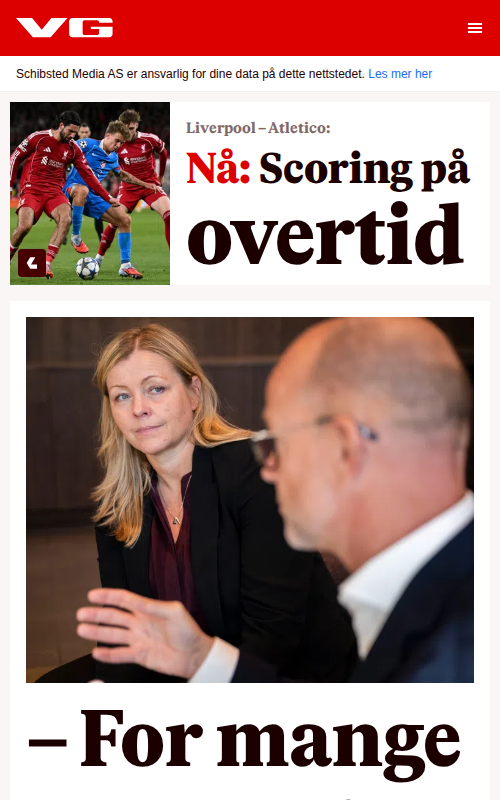 VG
Schibsted Media AS er ansvarlig for dine data på dette nettstedet. Les mer her
Liverpool – Atletico:
Nå: Scoring på
overtid
– For mange